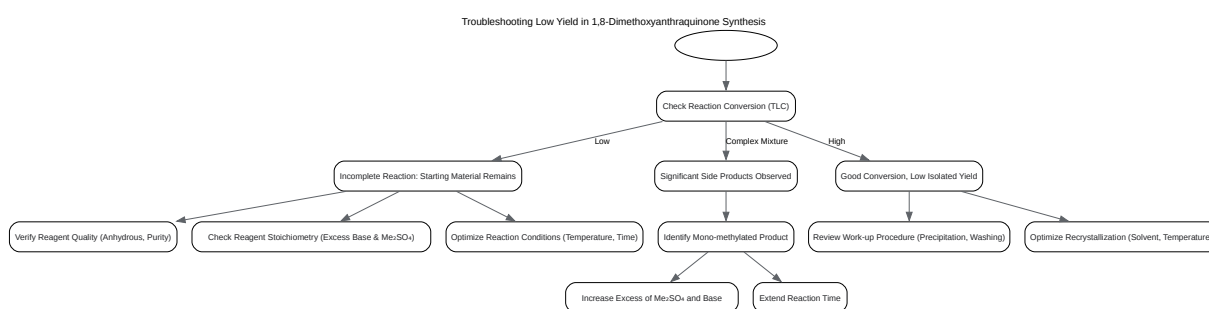 Troubleshooting Low Yield in 1,8-Dimethoxyanthraquinone Synthesis
Check Reaction Conversion (TLC)
Low
Complex Mixture
High
Incomplete Reaction: Starting Material Remains
Significant Side Products Observed
Good Conversion, Low Isolated Yield
Verify Reagent Quality (Anhydrous, Purity)
Check Reagent Stoichiometry (Excess Base & Me₂SO₄)
Optimize Reaction Conditions (Temperature, Time)
Identify Mono-methylated Product
Review Work-up Procedure (Precipitation, Washing)
Optimize Recrystallization (Solvent, Temperature
Increase Excess of Me₂SO₄ and Base
Extend Reaction Time